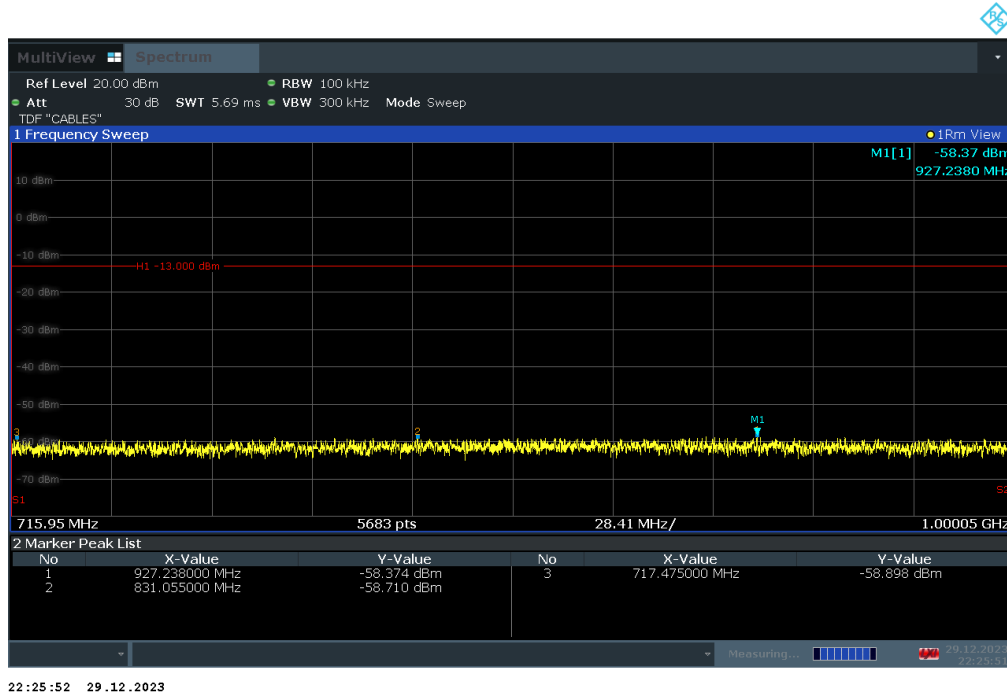 R S
MultiView Spectrum
Ref Level 20.00 dBm RBW 100 kHz
Att 30 dB SWT 5.69 ms VBW 300 kHz Mode Sweep
TDF "CABLES"
1 Frequency Sweep 1Rm View
M1[1] -58.37 dBm
927.2380 MHz
10 dBm
0 dBm
-10 dBm
H1 -13.000 dBm
-20 dBm
-30 dBm
-40 dBm
-50 dBm
M1
3 2
-60 dBm
-70 dBm
S1 S2
715.95 MHz 5683 pts 28.41 MHz/ 1.00005 GHz
2 Marker Peak List
No X-Value Y-Value No X-Value Y-Value
1 927.238000 MHz -58.374 dBm 3 717.475000 MHz -58.898 dBm
2 831.055000 MHz -58.710 dBm
Measuring... 29.12.2023
22:25:51
22:25:52 29.12.2023